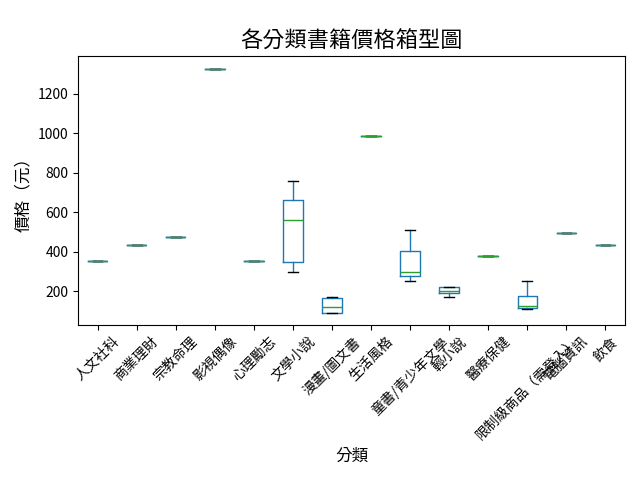 各分類書籍價格箱型圖
價格（元）
1200
1000
800
600
400
200
人文社科
商業理財
宗教命理
影視偶像
心理勵志
文學小說
漫畫/圖文書
生活風格
童書/青少年文學
輕小說
醫療保健
限制級商品（需登入）
電腦資訊
飲食
分類